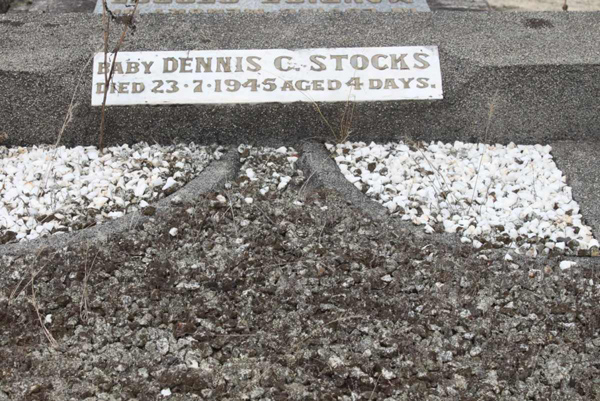 BABY DENNIS C. STOCKS
DIED 23·7·1945 AGED 4 DAYS.